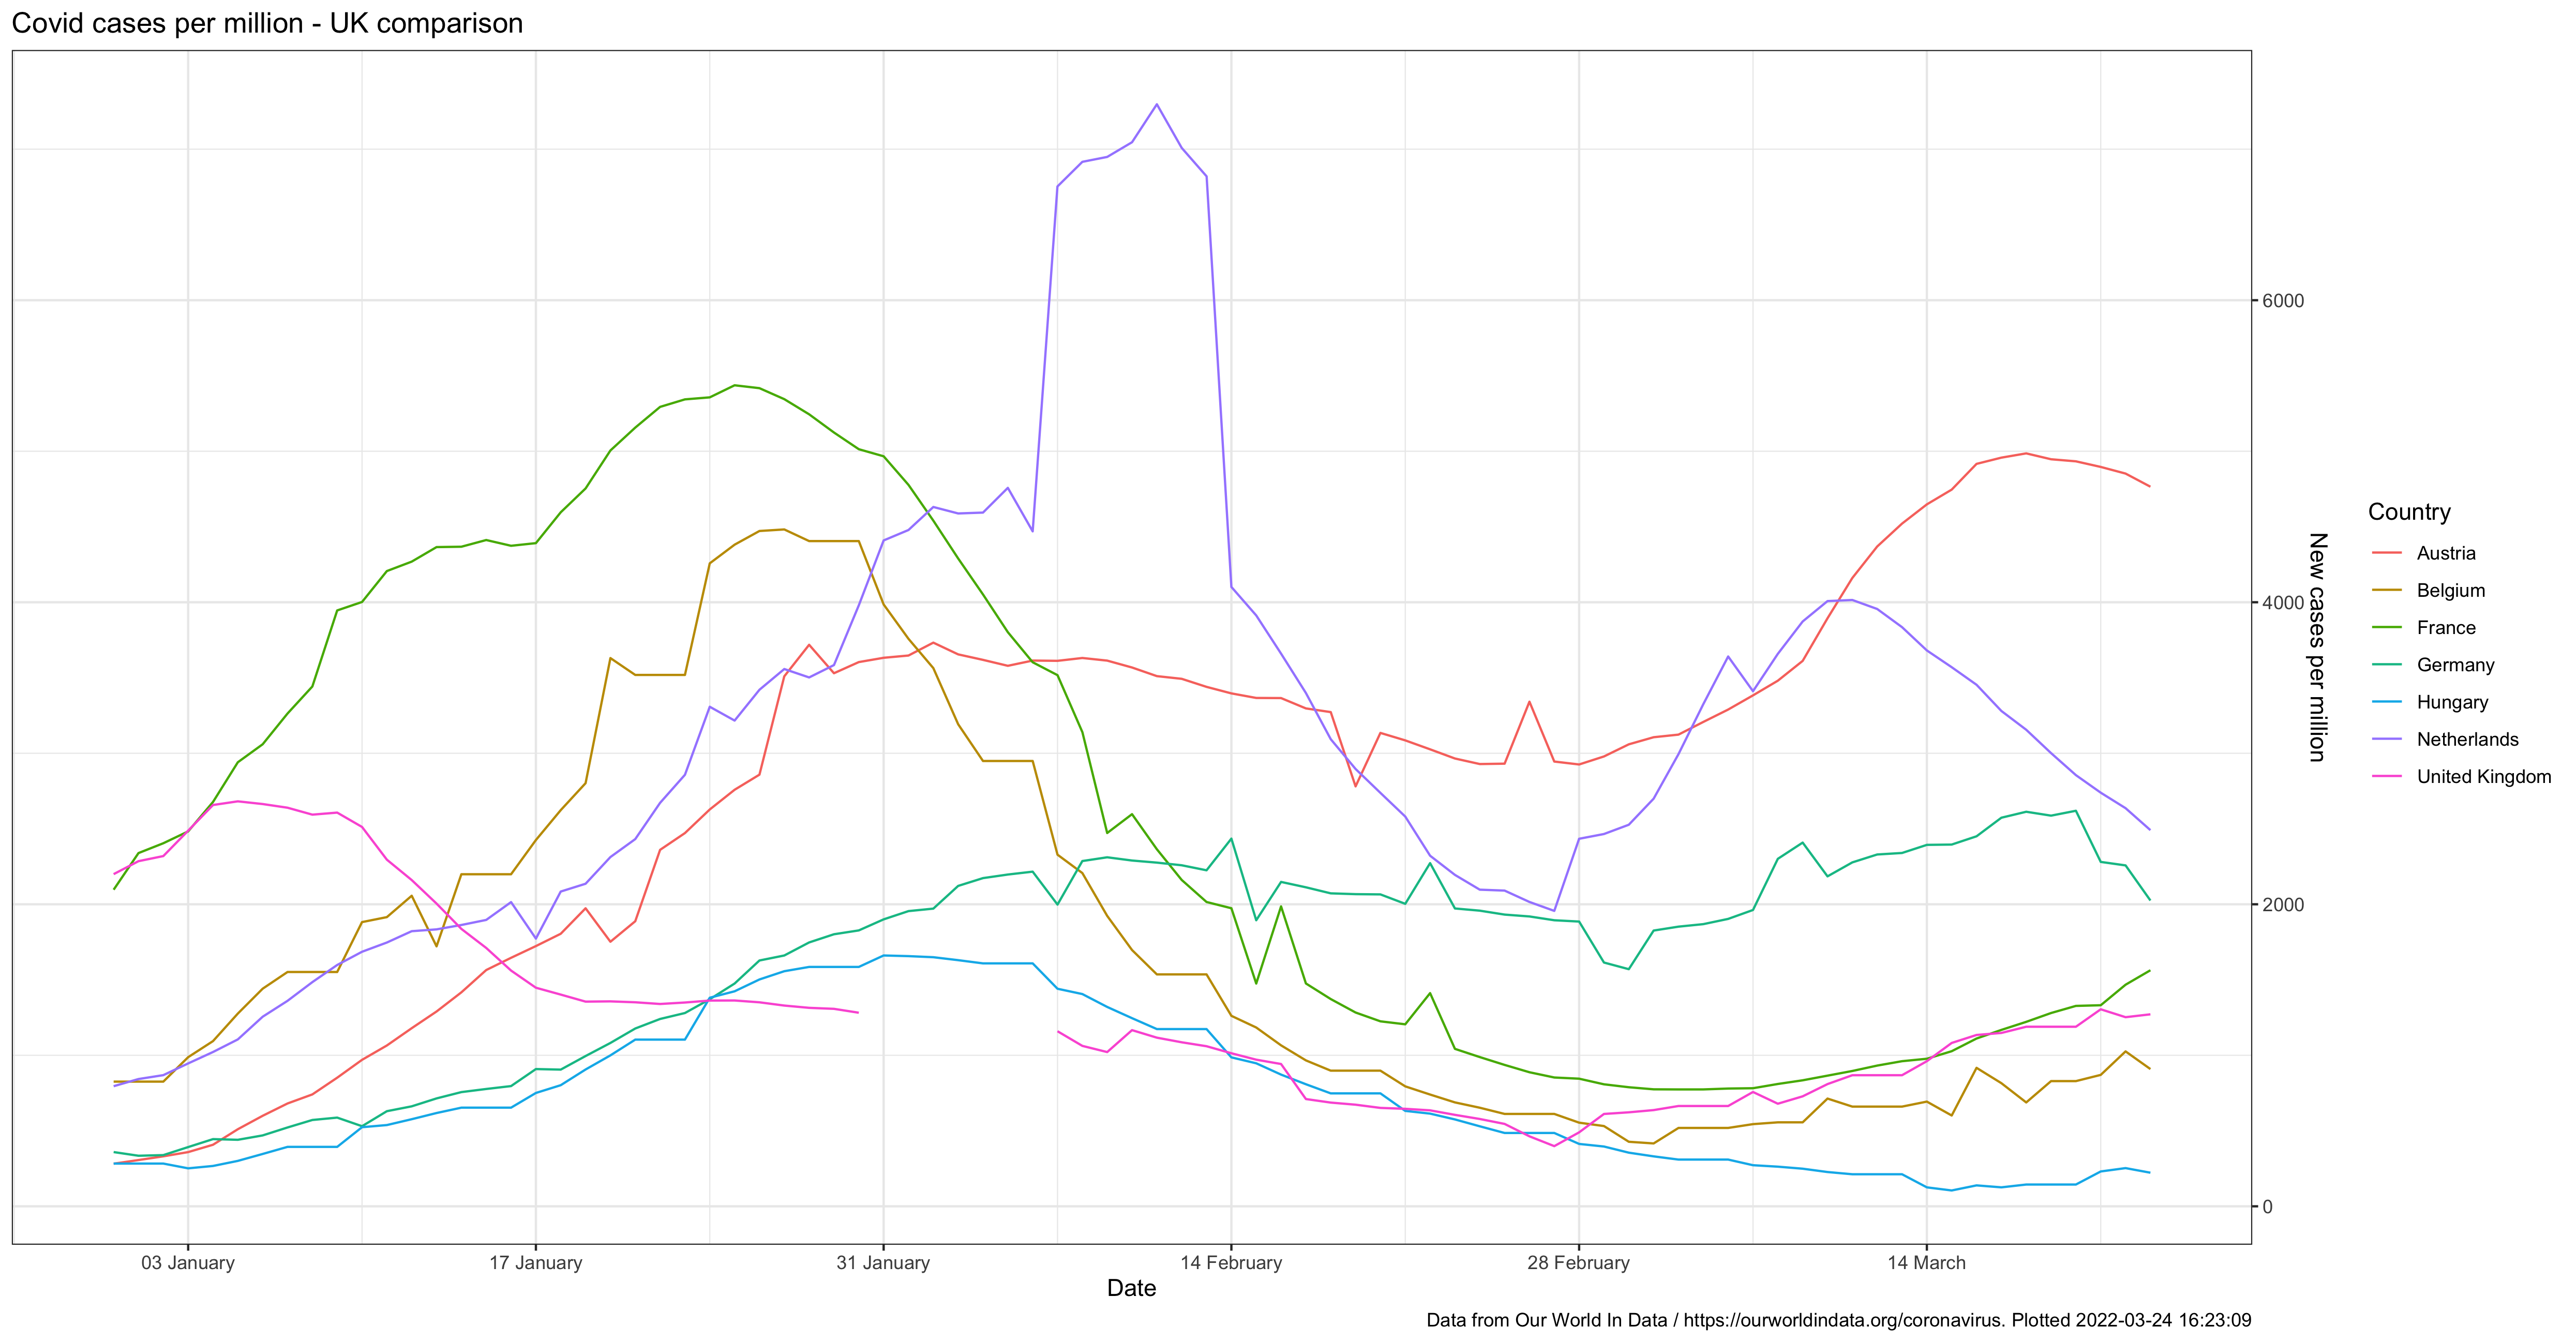 Covid cases per million - UK comparison
6000
4000
2000
0
New cases per million
Country
Austria
Belgium
France
Germany
Hungary
Netherlands
United Kingdom
03 January
17 January
31 January
14 February
28 February
14 March
Date
Data from Our World In Data / https://ourworldindata.org/coronavirus. Plotted 2022-03-24 16:23:09